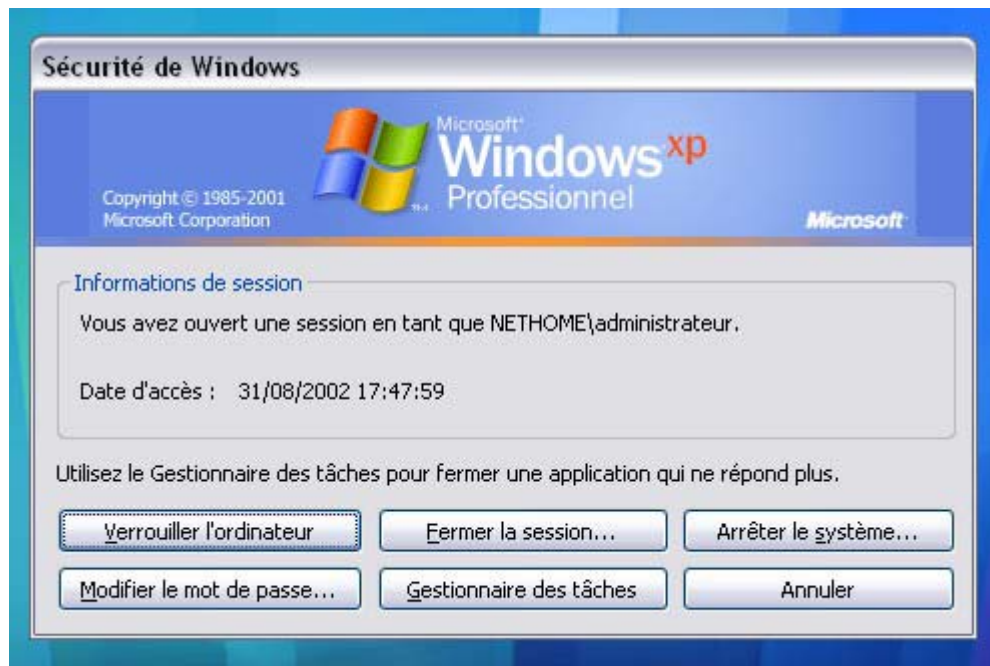 Sécurité de Windows
Microsoft®
Windows xp
Professionnel
Copyright © 1985-2001
Microsoft Corporation
Microsoft
Informations de session
Vous avez ouvert une session en tant que NETHOME\administrateur.
Date d'accès : 31/08/2002 17:47:59
Utilisez le Gestionnaire des tâches pour fermer une application qui ne répond plus.
Verrouiller l'ordinateur Fermer la session... Arrêter le système...
Modifier le mot de passe... Gestionnaire des tâches Annuler